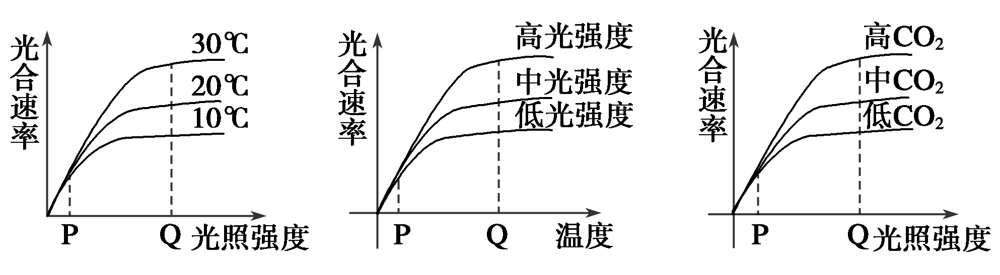 光合速率
30℃
20℃
10℃
P
Q
光照强度
光合速率
高光强度
中光强度
低光强度
P
Q
温度
光合速率
高CO₂
中CO₂
低CO₂
P
Q
光照强度